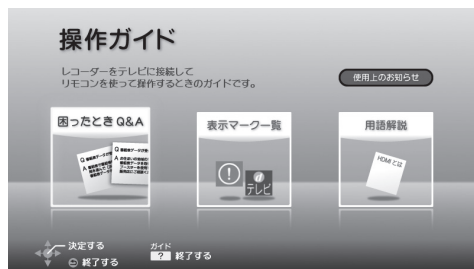 操作ガイド
レコーダーをテレビに接続して
リモコンを使って操作するときのガイドです。
使用上のお知らせ
困ったとき Q&A
表示マーク一覧
用語解説
!
a
テレビ
HDMIとは
決定する
終了する
ガイド
? 終了する